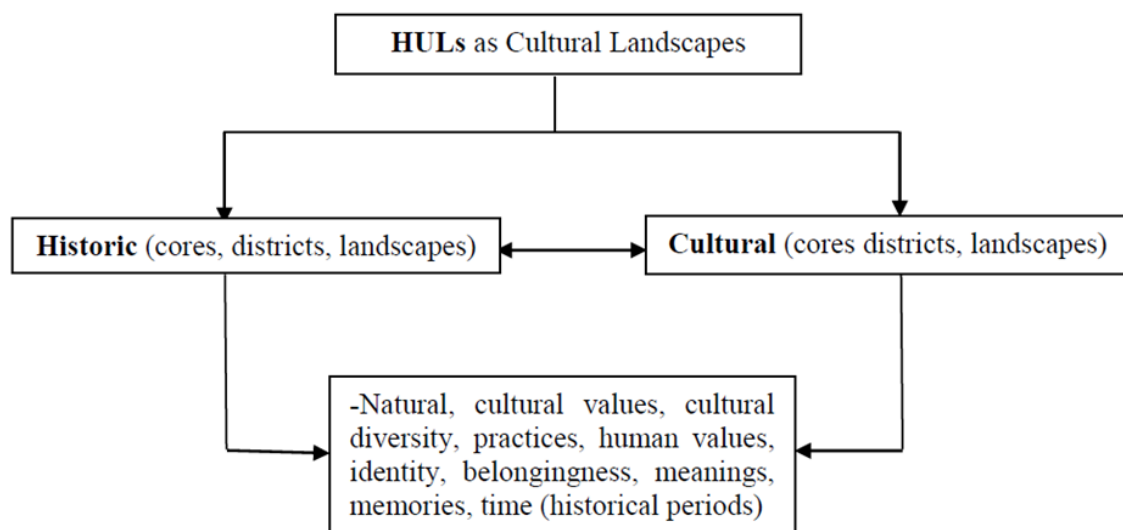 HULs as Cultural Landscapes
Historic (cores, districts, landscapes)
Cultural (cores districts, landscapes)
-Natural, cultural values, cultural
diversity, practices, human values,
identity, belongingness, meanings,
memories, time (historical periods)